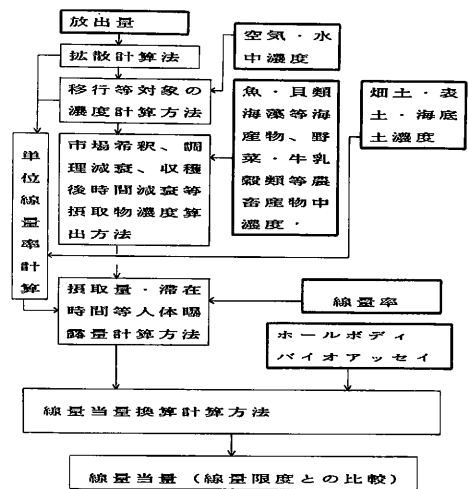 放出量
拡散計算法
空気・水
中濃度
移行等対象の
濃度計算方法
魚・貝類
海藻等海
産物、野
菜・牛乳
穀類等農
畜産物中
濃度・
畑土・表
土・海底
土濃度
市場希釈、調
理減衰、収穫
後時間減衰等
摂取物濃度算
出方法
単位線量率計算
摂取量・滞在
時間等人体曝
露量計算方法
線量率
ホールボディ
バイオアッセイ
線量当量換算計算方法
線量当量（線量限度との比較）